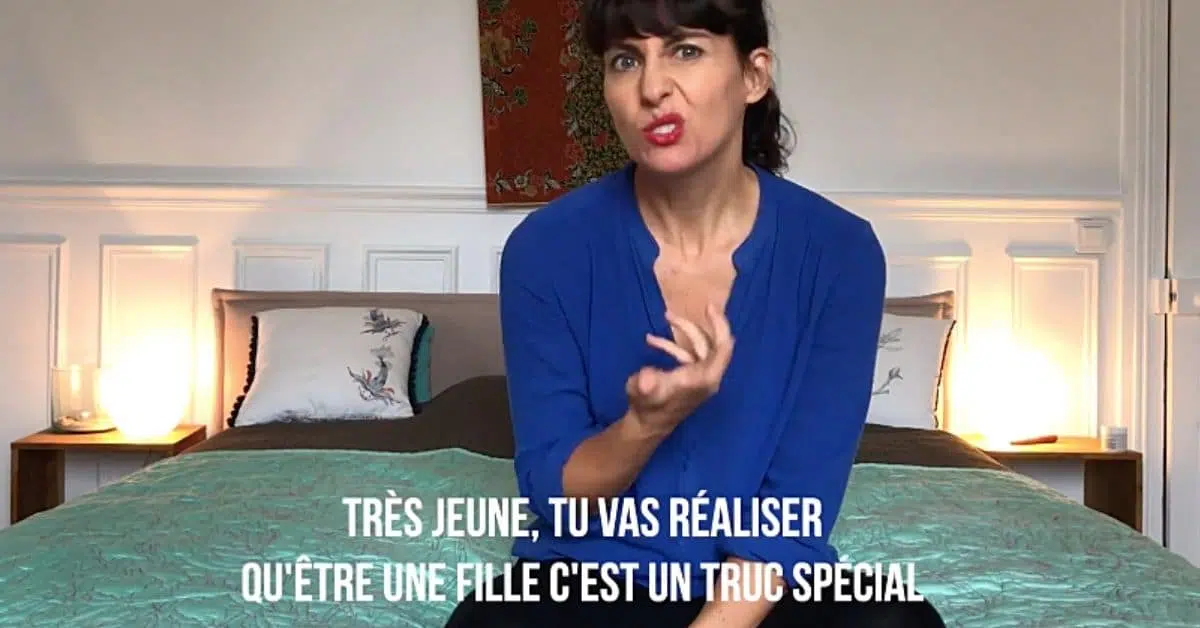 TRÈS JEUNE, TU VAS RÉALISER
QU'ÊTRE UNE FILLE C'EST UN TRUC SPÉCIAL